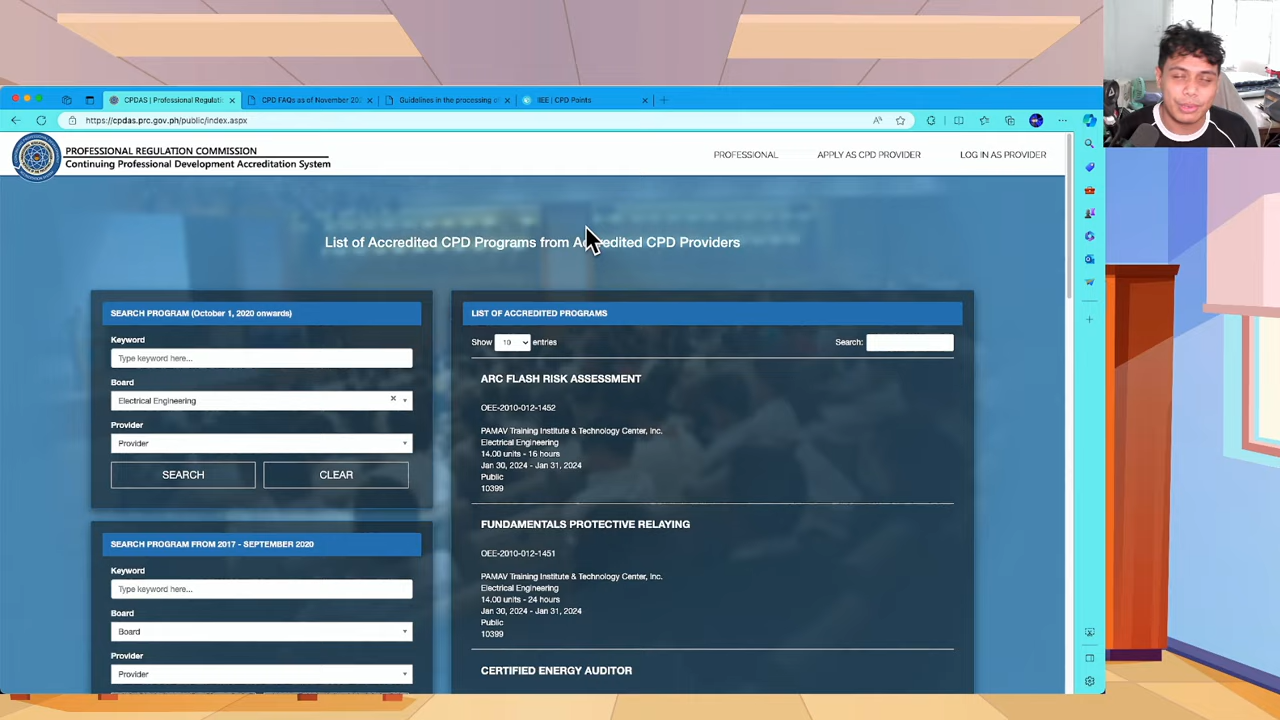 CPDAS | Professional Regulati
CPD FAQs as of November 202
Guidelines in the processing of
IIEE | CPD Points
https://cpdas.prc.gov.ph/public/index.aspx
PROFESSIONAL REGULATION COMMISSION
Continuing Professional Development Accreditation System
PROFESSIONAL
APPLY AS CPD PROVIDER
LOG IN AS PROVIDER
List of Accredited CPD Programs from Accredited CPD Providers
SEARCH PROGRAM (October 1, 2020 onwards)
Keyword
Type keyword here...
Board
Electrical Engineering
Provider
Provider
SEARCH
CLEAR
SEARCH PROGRAM FROM 2017 - SEPTEMBER 2020
Keyword
Type keyword here...
Board
Board
Provider
Provider
LIST OF ACCREDITED PROGRAMS
Show 10 entries
Search:
ARC FLASH RISK ASSESSMENT
OEE-2010-012-1452
PAMAV Training Institute & Technology Center, Inc.
Electrical Engineering
14.00 units - 16 hours
Jan 30, 2024 - Jan 31, 2024
Public
10399
FUNDAMENTALS PROTECTIVE RELAYING
OEE-2010-012-1451
PAMAV Training Institute & Technology Center, Inc.
Electrical Engineering
14.00 units - 24 hours
Jan 30, 2024 - Jan 31, 2024
Public
10399
CERTIFIED ENERGY AUDITOR